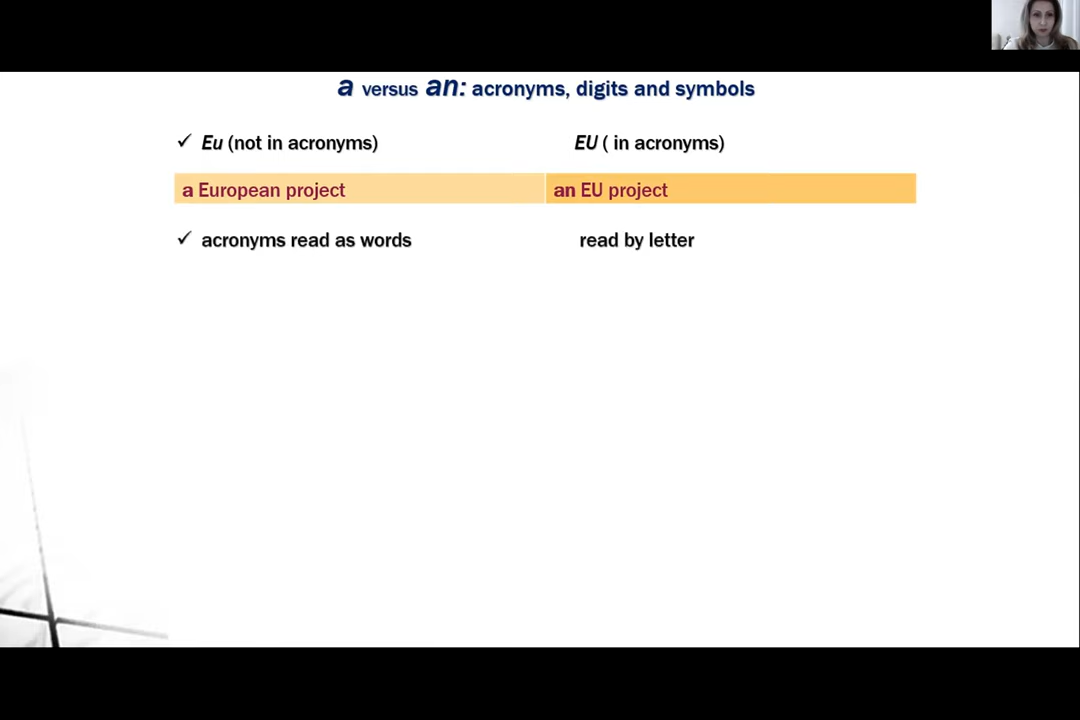 a versus an: acronyms, digits and symbols
✓ Eu (not in acronyms) EU ( in acronyms)
a European project an EU project
✓ acronyms read as words read by letter